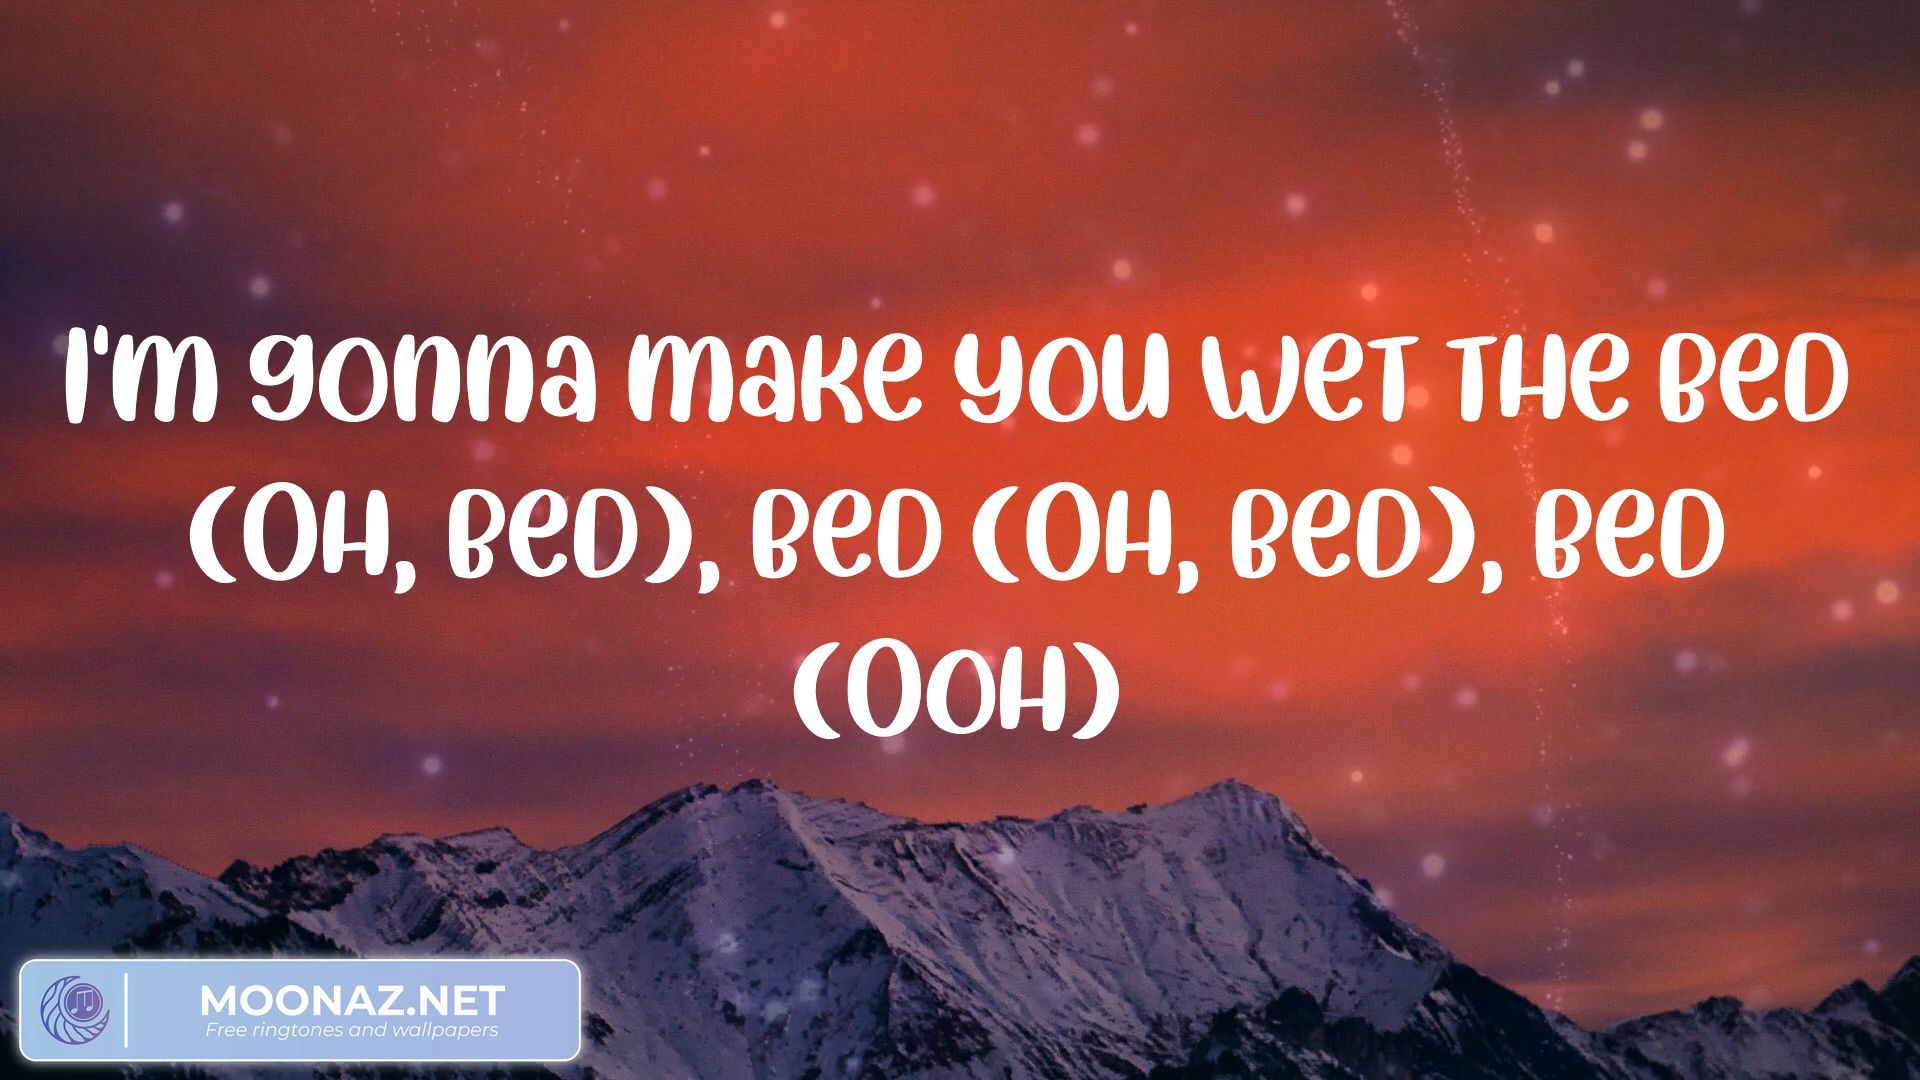 I'm gonna make you wet the bed
(Oh, bed), bed (oh, bed), bed
(Ooh)
MOONAZ.NET
Free ringtones and wallpapers